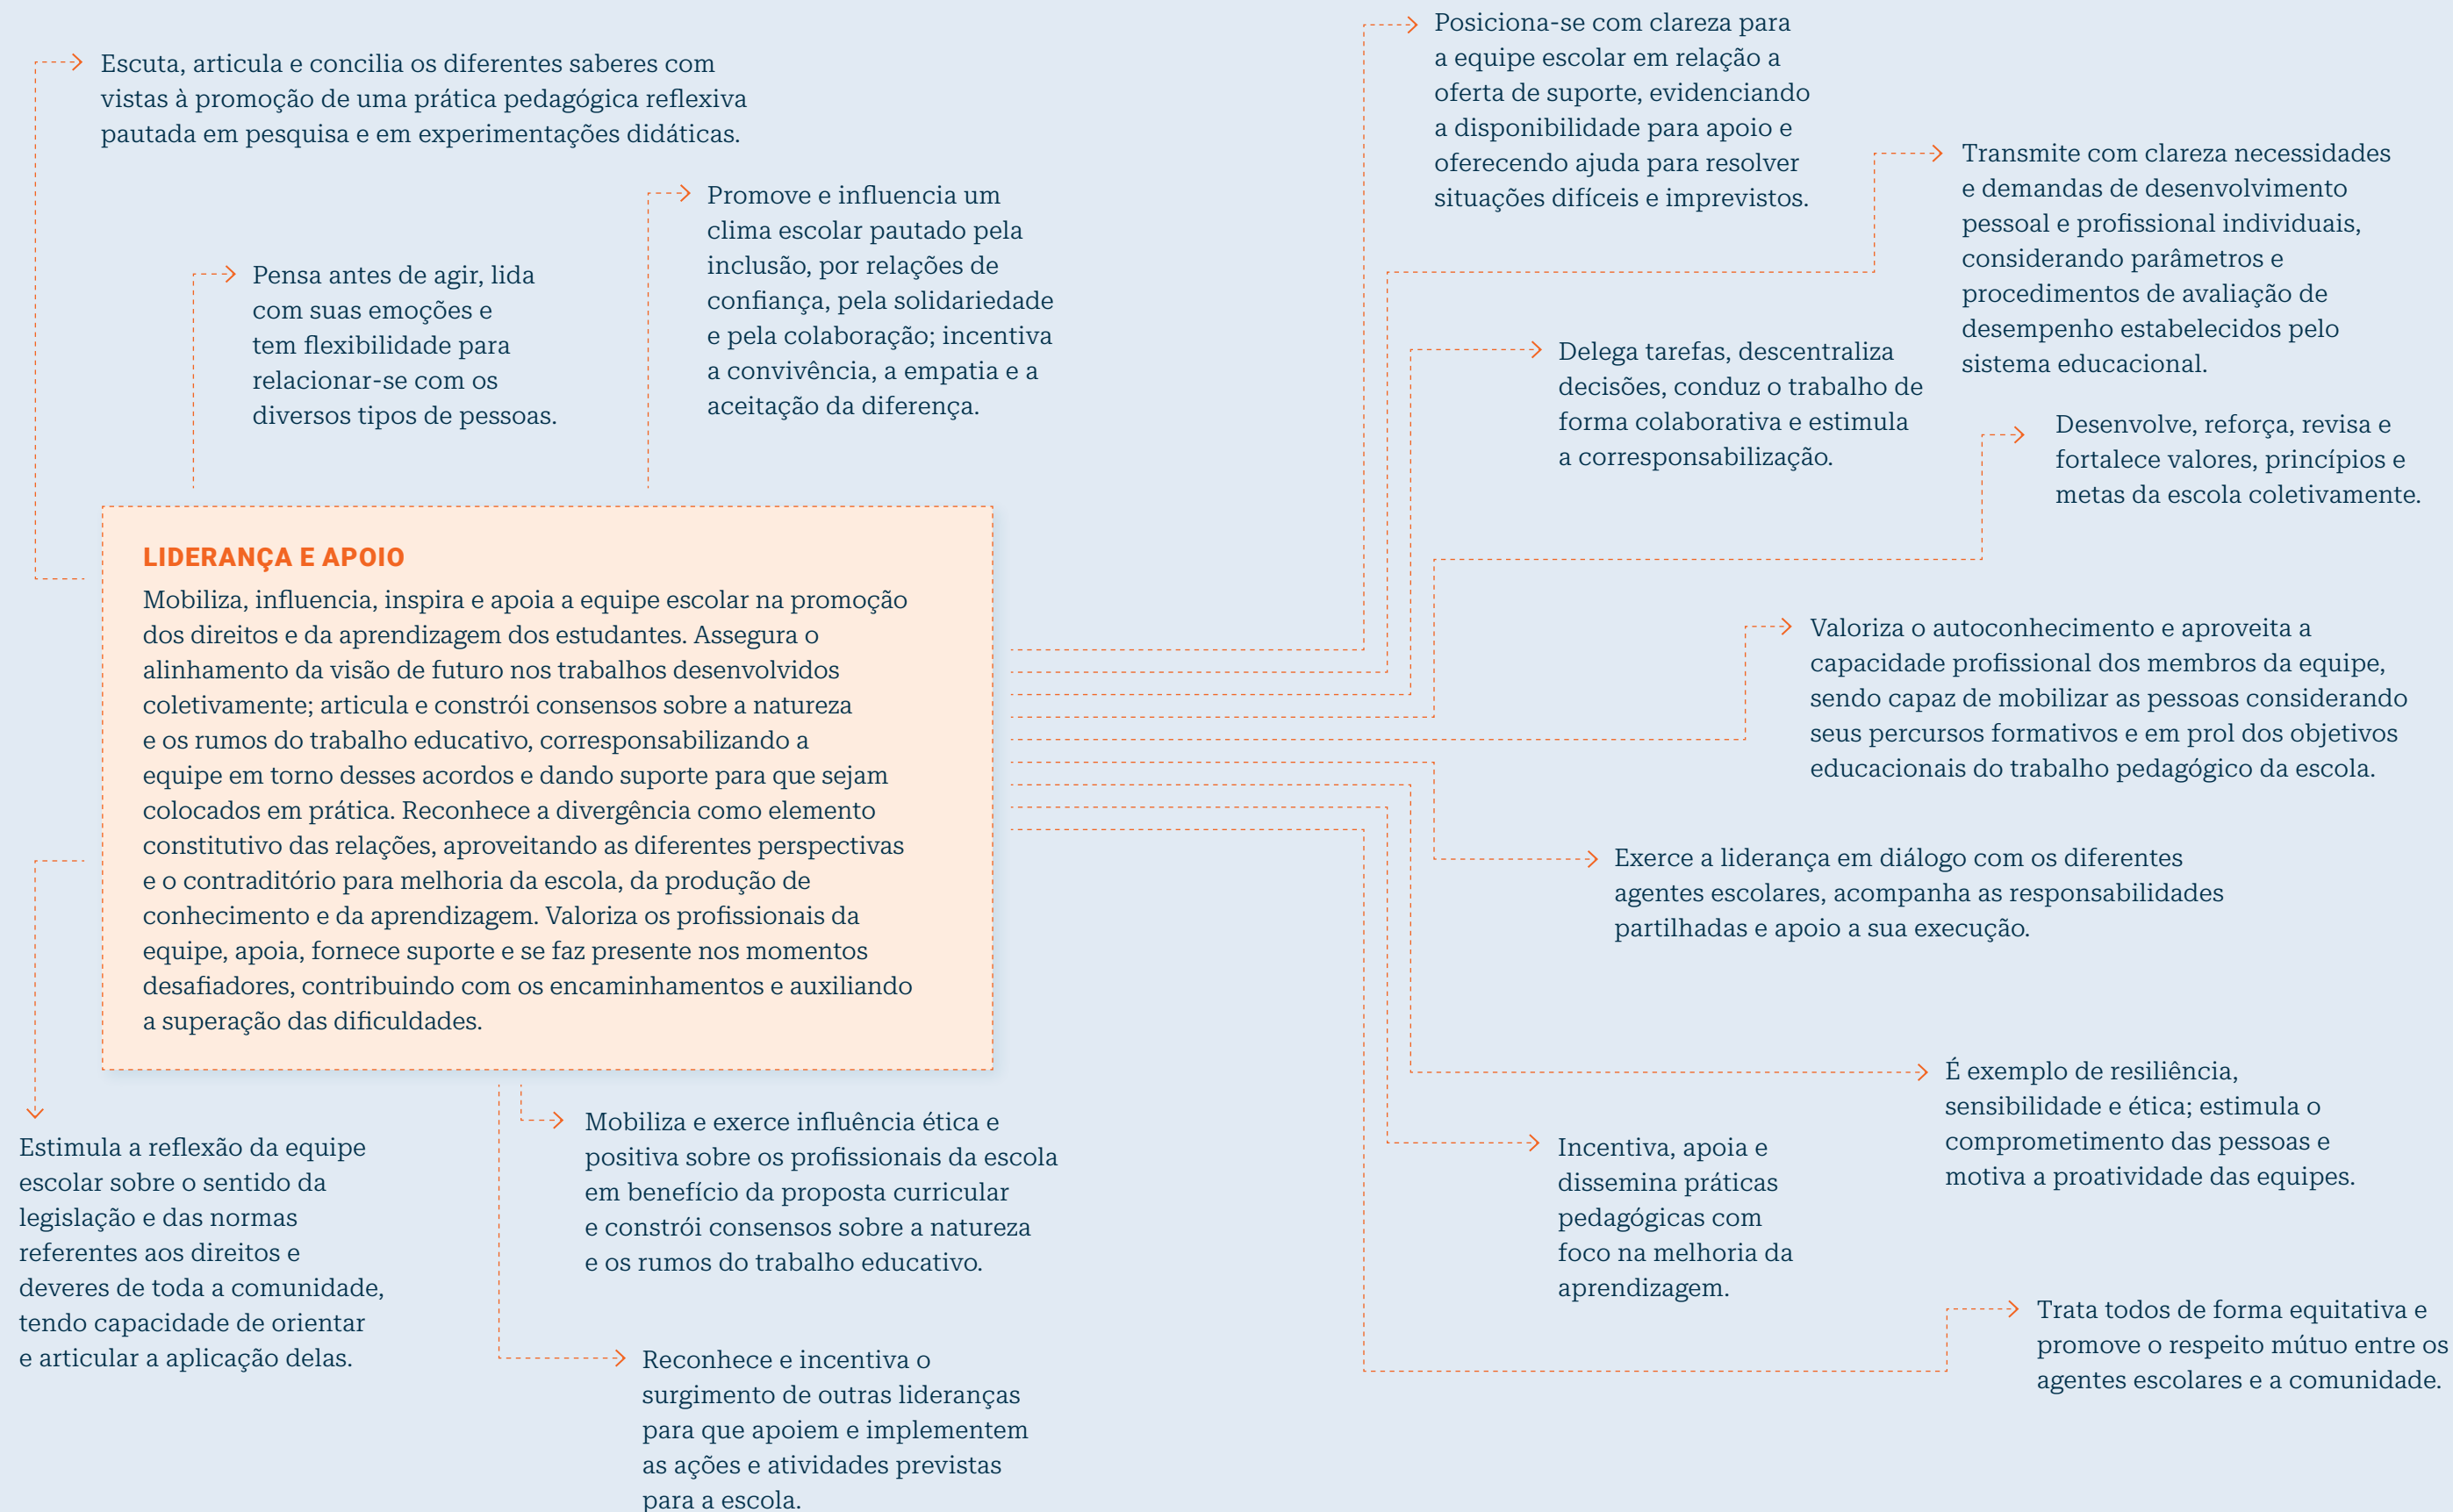 Escuta, articula e concilia os diferentes saberes com
vistas à promoção de uma prática pedagógica reflexiva
pautada em pesquisa e em experimentações didáticas.
Pensa antes de agir, lida
com suas emoções e
tem flexibilidade para
relacionar-se com os
diversos tipos de pessoas.
Promove e influencia um
clima escolar pautado pela
inclusão, por relações de
confiança, pela solidariedade
e pela colaboração; incentiva
a convivência, a empatia e a
aceitação da diferença.
LIDERANÇA E APOIO
Mobiliza, influencia, inspira e apoia a equipe escolar na promoção
dos direitos e da aprendizagem dos estudantes. Assegura o
alinhamento da visão de futuro nos trabalhos desenvolvidos
coletivamente; articula e constrói consensos sobre a natureza
e os rumos do trabalho educativo, corresponsabilizando a
equipe em torno desses acordos e dando suporte para que sejam
colocados em prática. Reconhece a divergência como elemento
constitutivo das relações, aproveitando as diferentes perspectivas
e o contraditório para melhoria da escola, da produção de
conhecimento e da aprendizagem. Valoriza os profissionais da
equipe, apoia, fornece suporte e se faz presente nos momentos
desafiadores, contribuindo com os encaminhamentos e auxiliando
a superação das dificuldades.
Estimula a reflexão da equipe
escolar sobre o sentido da
legislação e das normas
referentes aos direitos e
deveres de toda a comunidade,
tendo capacidade de orientar
e articular a aplicação delas.
Mobiliza e exerce influência ética e
positiva sobre os profissionais da escola
em benefício da proposta curricular
e constrói consensos sobre a natureza
e os rumos do trabalho educativo.
Reconhece e incentiva o
surgimento de outras lideranças
para que apoiem e implementem
as ações e atividades previstas
para a escola.
Posiciona-se com clareza para
a equipe escolar em relação a
oferta de suporte, evidenciando
a disponibilidade para apoio e
oferecendo ajuda para resolver
situações difíceis e imprevistos.
Transmite com clareza necessidades
e demandas de desenvolvimento
pessoal e profissional individuais,
considerando parâmetros e
procedimentos de avaliação de
desempenho estabelecidos pelo
sistema educacional.
Delega tarefas, descentraliza
decisões, conduz o trabalho de
forma colaborativa e estimula
a corresponsabilização.
Desenvolve, reforça, revisa e
fortalece valores, princípios e
metas da escola coletivamente.
Valoriza o autoconhecimento e aproveita a
capacidade profissional dos membros da equipe,
sendo capaz de mobilizar as pessoas considerando
seus percursos formativos e em prol dos objetivos
educacionais do trabalho pedagógico da escola.
Exerce a liderança em diálogo com os diferentes
agentes escolares, acompanha as responsabilidades
partilhadas e apoio a sua execução.
É exemplo de resiliência,
sensibilidade e ética; estimula o
comprometimento das pessoas e
motiva a proatividade das equipes.
Incentiva, apoia e
dissemina práticas
pedagógicas com
foco na melhoria da
aprendizagem.
Trata todos de forma equitativa e
promove o respeito mútuo entre os
agentes escolares e a comunidade.